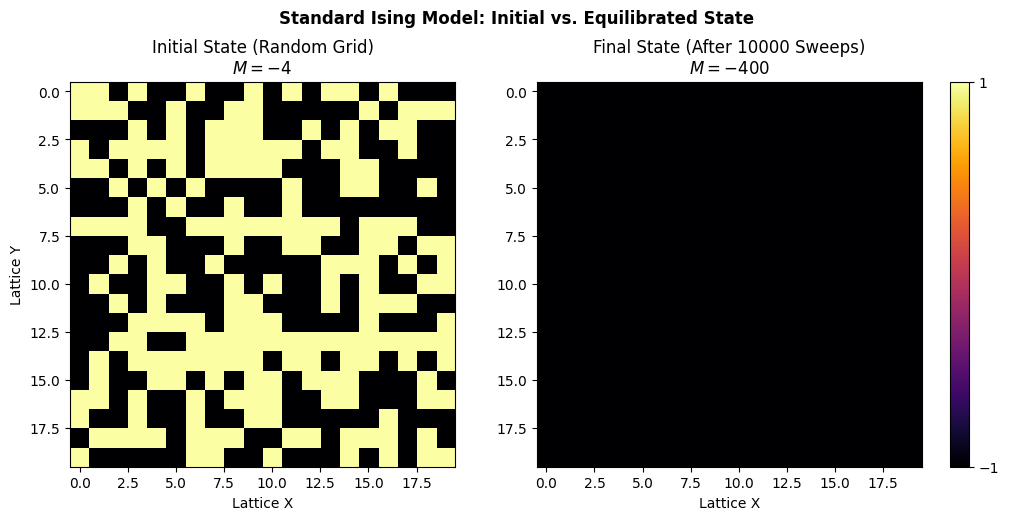 Standard Ising Model: Initial vs. Equilibrated State
Initial State (Random Grid)
M = −4
Final State (After 10000 Sweeps)
M = −400
0.0
2.5
5.0
7.5
10.0
12.5
15.0
17.5
Lattice Y
0.0 2.5 5.0 7.5 10.0 12.5 15.0 17.5
Lattice X
0.0
2.5
5.0
7.5
10.0
12.5
15.0
17.5
0.0 2.5 5.0 7.5 10.0 12.5 15.0 17.5
Lattice X
1
−1